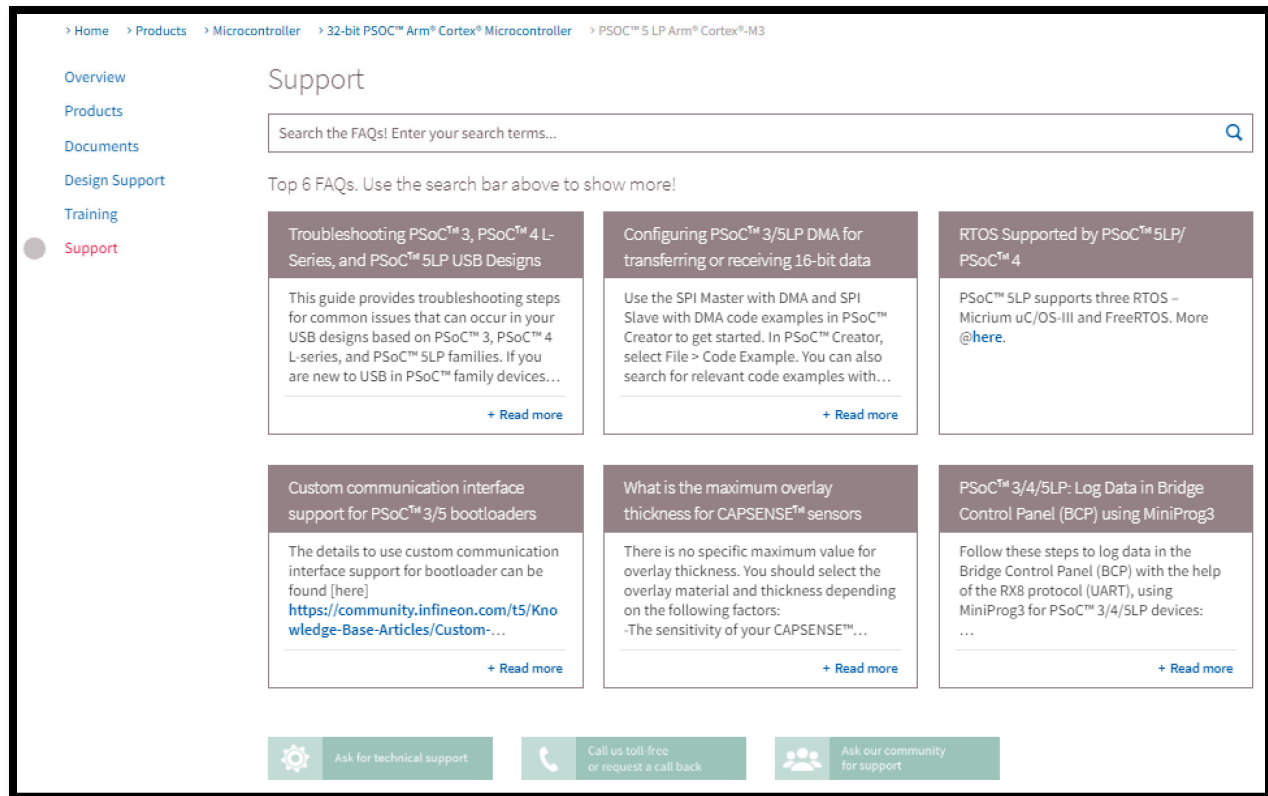 > Home > Products > Microcontroller > 32-bit PSOC™ Arm® Cortex® Microcontroller > PSOC™ 5 LP Arm® Cortex®-M3
Overview
Products
Documents
Design Support
Training
Support
Support
Search the FAQs! Enter your search terms...
Top 6 FAQs. Use the search bar above to show more!
Troubleshooting PSoC™ 3, PSoC™ 4 L-
Series, and PSoC™ 5LP USB Designs
This guide provides troubleshooting steps
for common issues that can occur in your
USB designs based on PSoC™ 3, PSoC™ 4
L-series, and PSoC™ 5LP families. If you
are new to USB in PSoC™ family devices…
+ Read more
Configuring PSoC™ 3/5LP DMA for
transferring or receiving 16-bit data
Use the SPI Master with DMA and SPI
Slave with DMA code examples in PSoC™
Creator to get started. In PSoC™ Creator,
select File > Code Example. You can also
search for relevant code examples with…
+ Read more
RTOS Supported by PSoC™ 5LP/
PSoC™ 4
PSoC™ 5LP supports three RTOS –
Micrium uC/OS-III and FreeRTOS. More
@here.
Custom communication interface
support for PSoC™ 3/5 bootloaders
The details to use custom communication
interface support for bootloader can be
found [here]
https://community.infineon.com/t5/Kno
wledge-Base-Articles/Custom-…
+ Read more
What is the maximum overlay
thickness for CAPSENSE™ sensors
There is no specific maximum value for
overlay thickness. You should select the
overlay material and thickness depending
on the following factors:
-The sensitivity of your CAPSENSE™…
+ Read more
PSoC™ 3/4/5LP: Log Data in Bridge
Control Panel (BCP) using MiniProg3
Follow these steps to log data in the
Bridge Control Panel (BCP) with the help
of the RX8 protocol (UART), using
MiniProg3 for PSoC™ 3/4/5LP devices:
…
+ Read more
Ask for technical support
Call us toll-free
or request a call back
Ask our community
for support